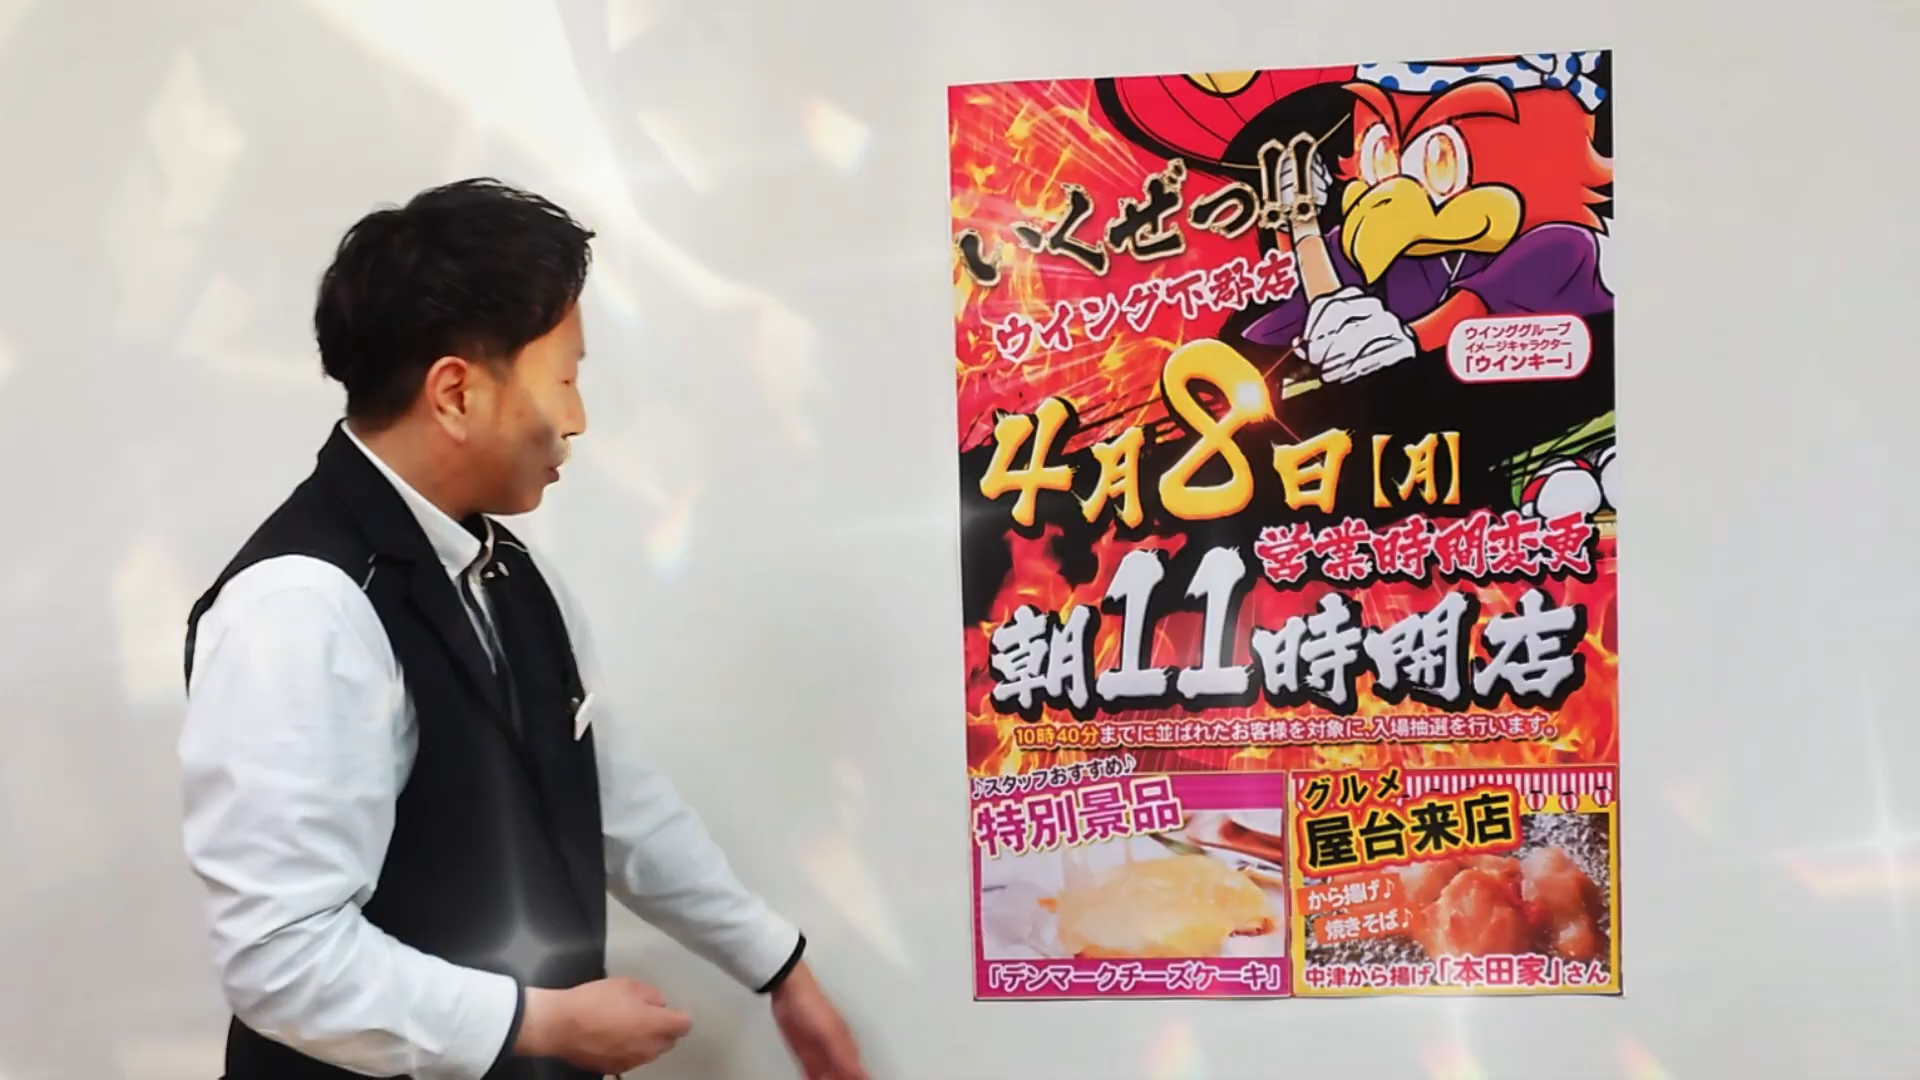 いくぜっ!!
ウイング下郡店
ウインググループ
イメージキャラクター
「ウインキー」
4月8日【月】
営業時間変更
朝11時開店
10時40分までに並ばれたお客様を対象に、入場抽選を行います。
♪スタッフおすすめ♪
特別景品
「デンマークチーズケーキ」
グルメ
屋台来店
から揚げ♪
焼きそば♪
中津から揚げ「本田家」さん